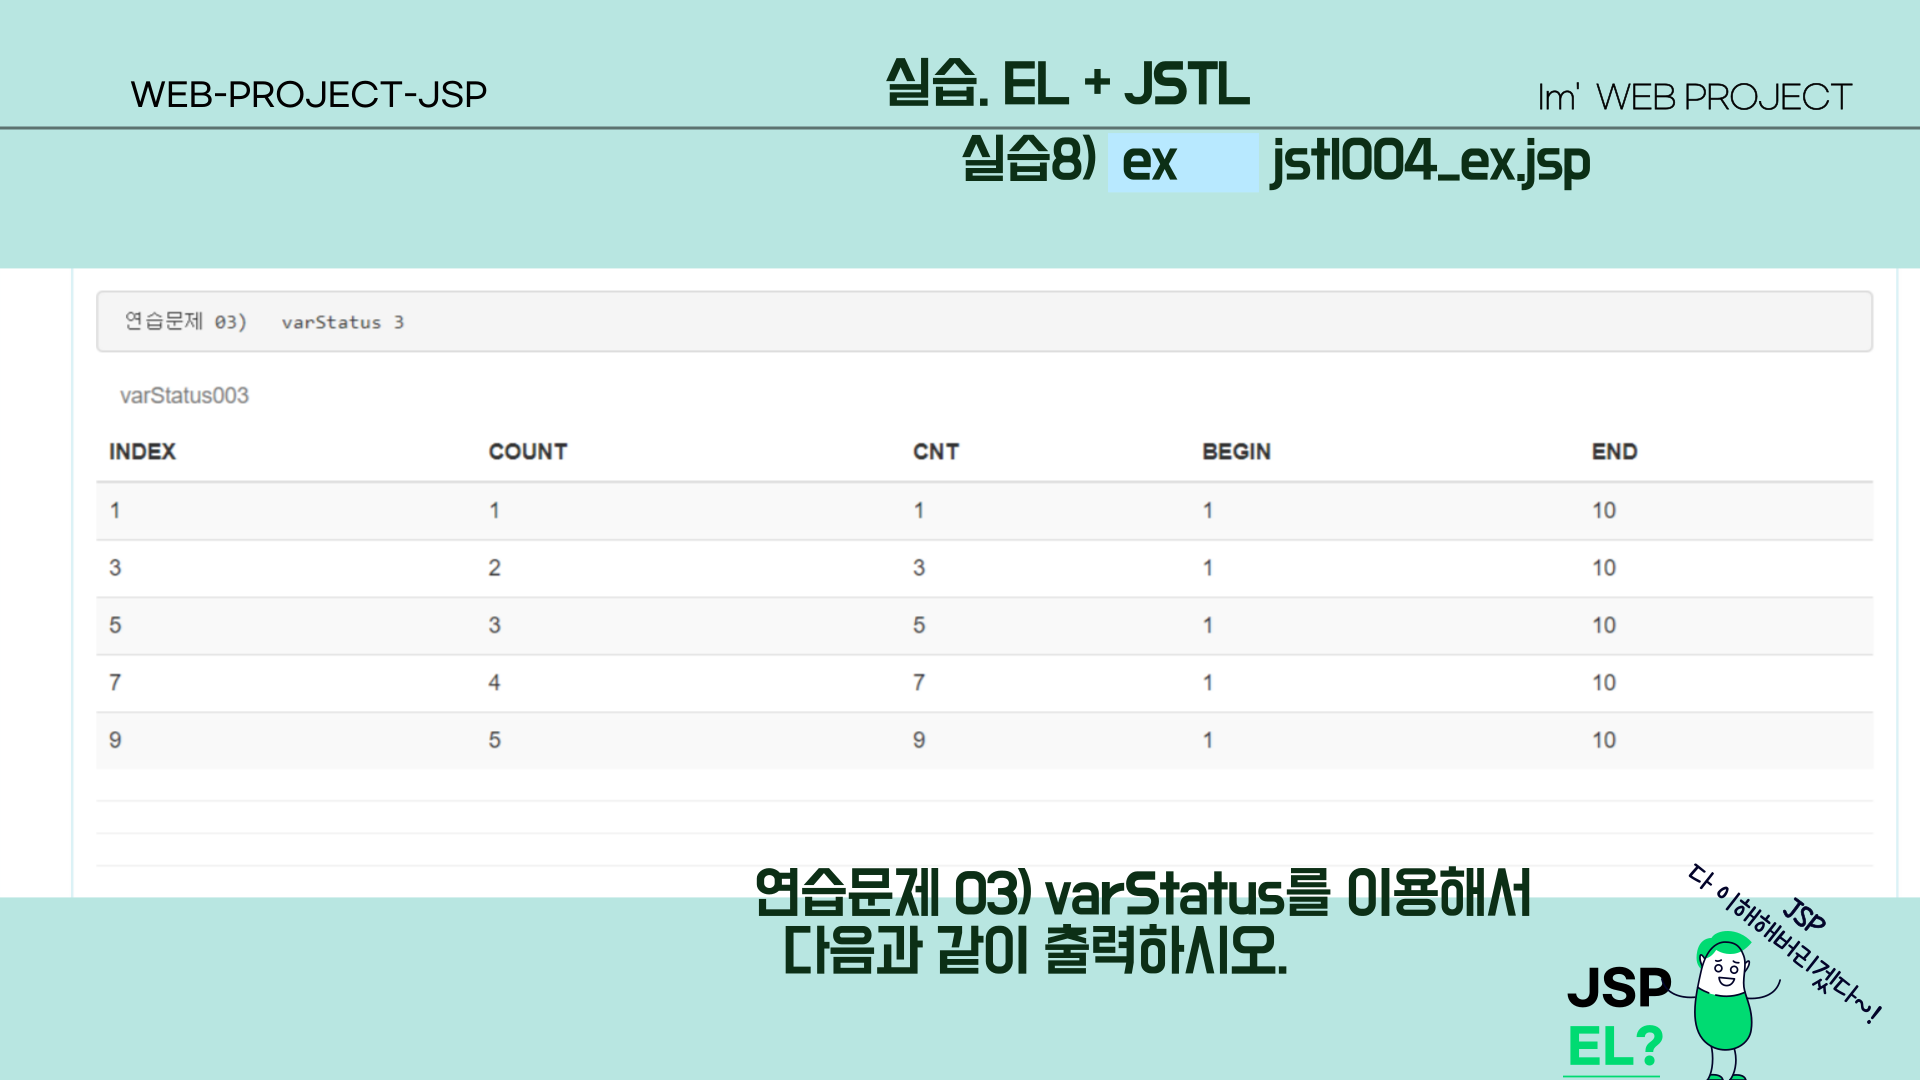 WEB-PROJECT-JSP
실습. EL + JSTL
Im' WEB PROJECT
실습8) ex jstl004_ex.jsp
연습문제 03) varStatus 3
varStatus003
INDEX COUNT CNT BEGIN END
1 1 1 1 10
3 2 3 1 10
5 3 5 1 10
7 4 7 1 10
9 5 9 1 10
연습문제 03) varStatus를 이용해서
다음과 같이 출력하시오.
JSP
다 이해해버리겠다~!
JSP
EL?